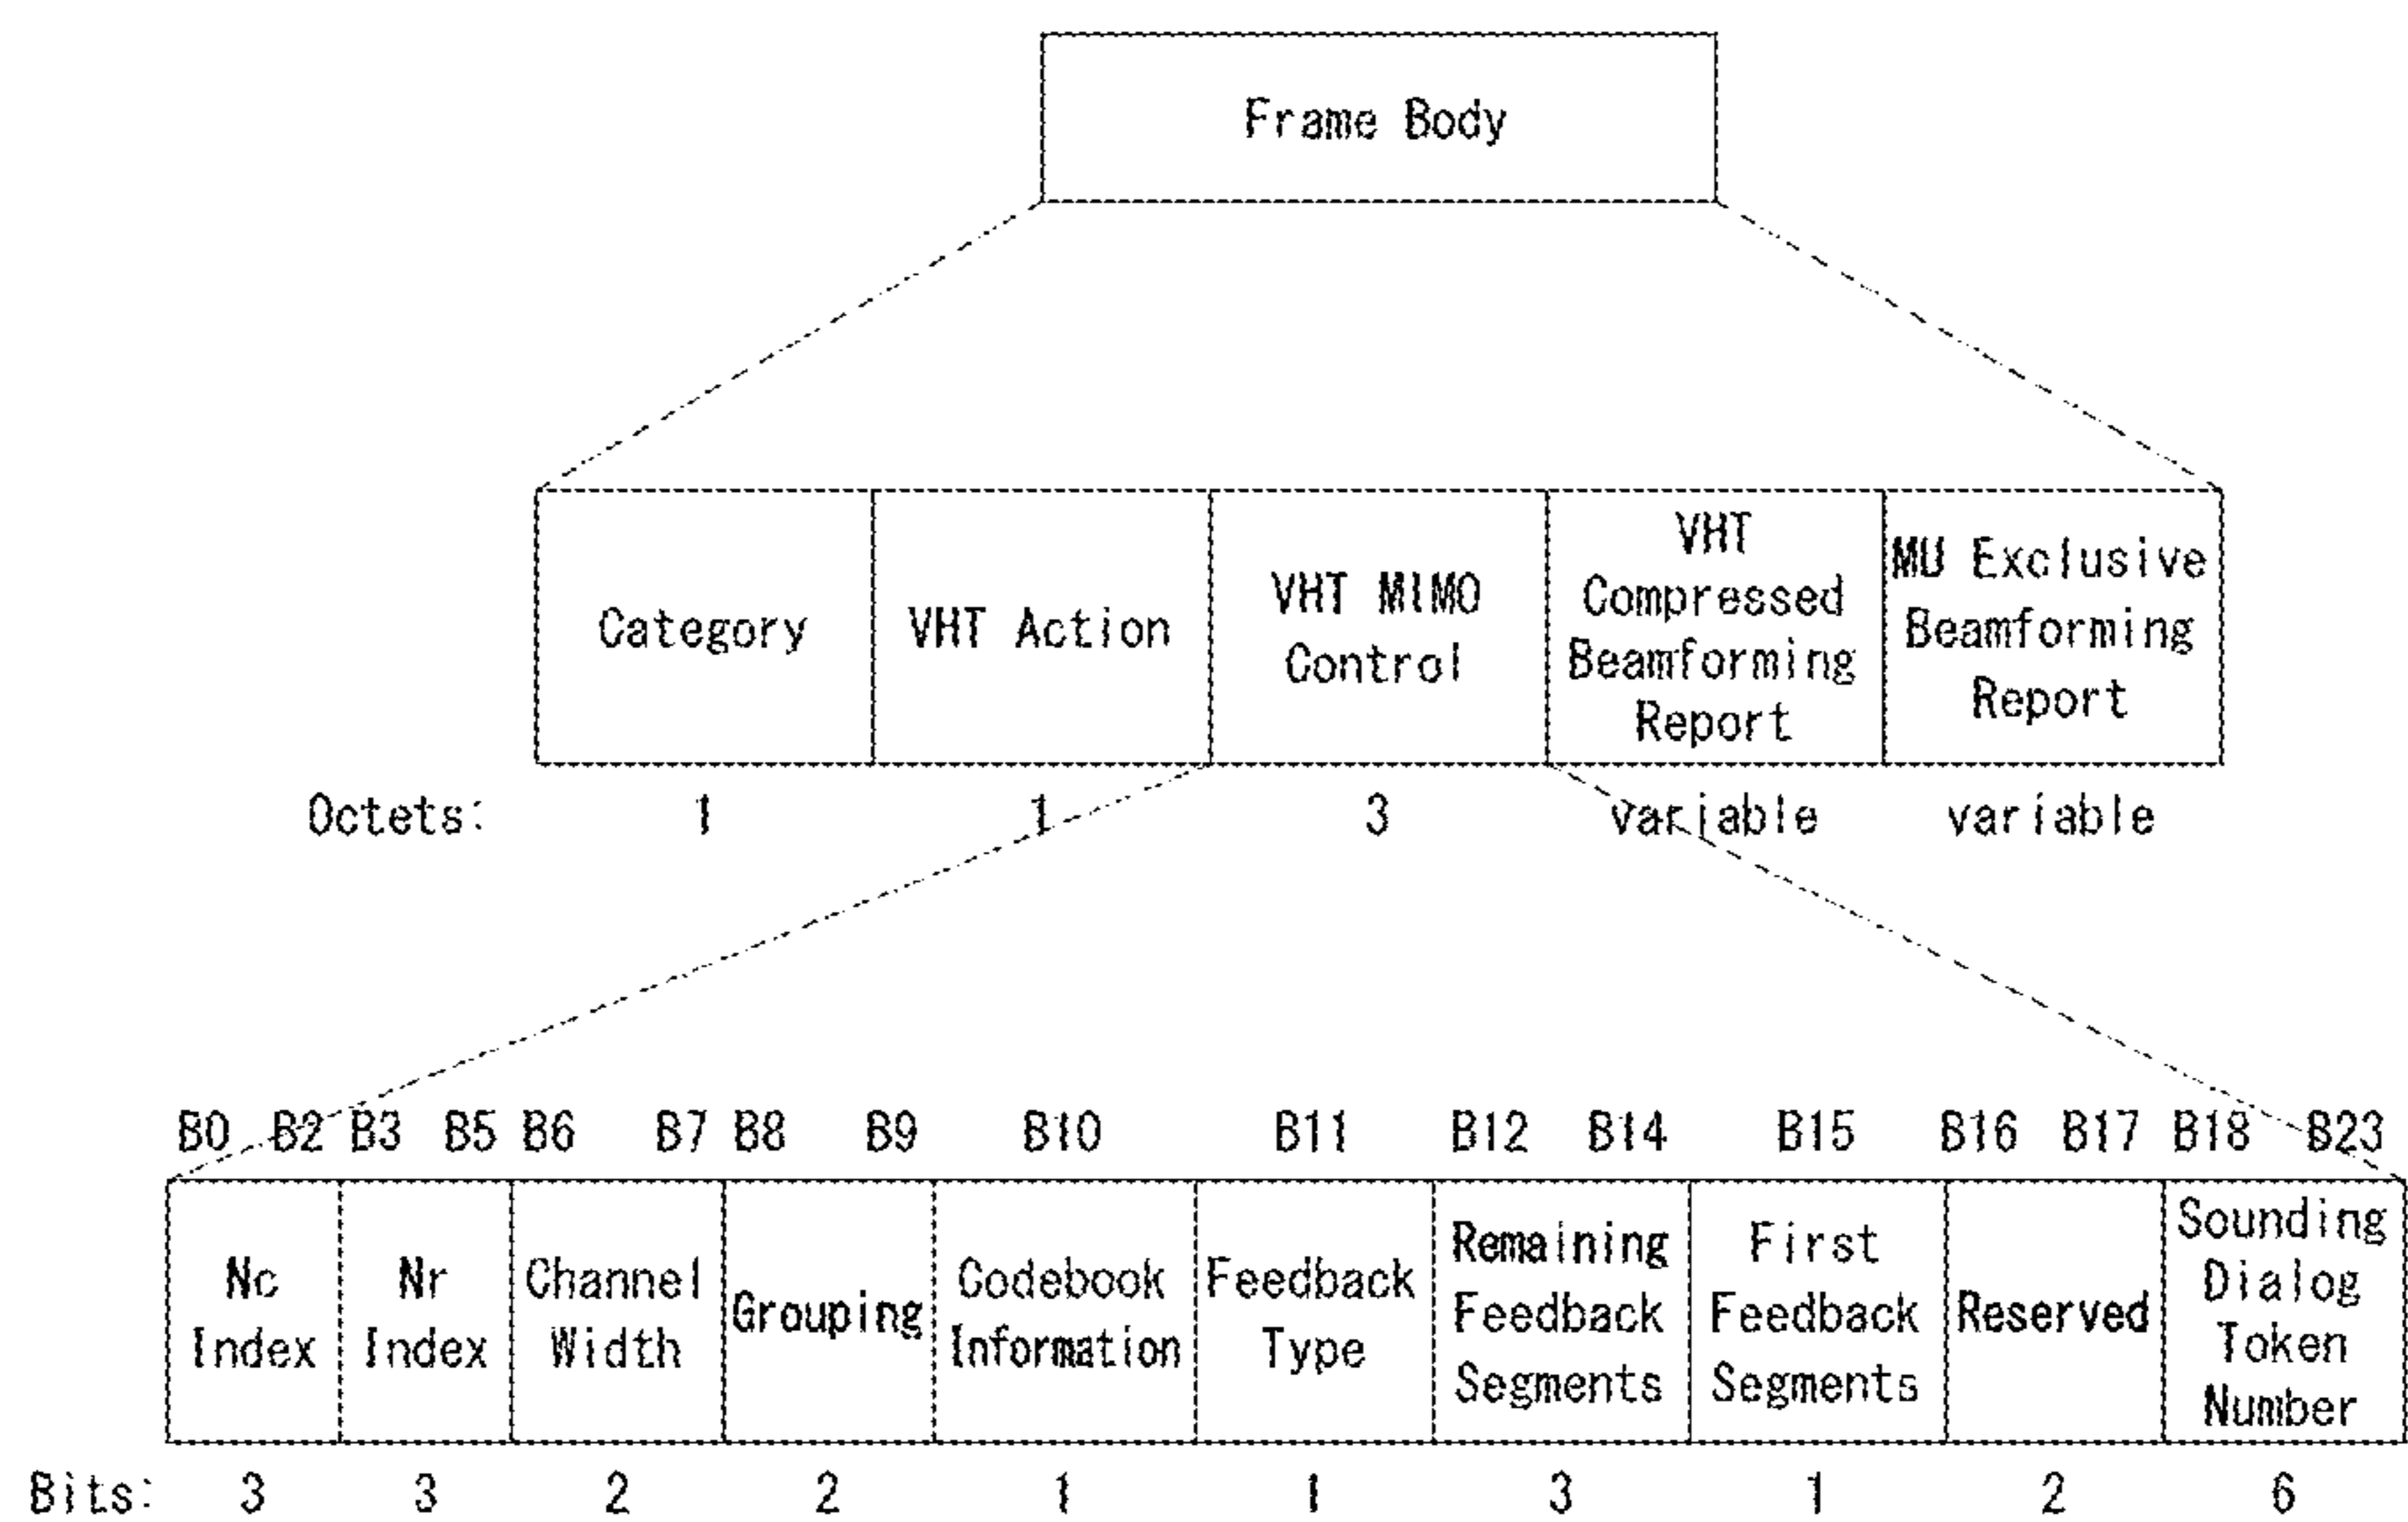 Frame Body
Category
VHT Action
VHT MIMO
Control
VHT
Compressed
Beamforming
Report
MU Exclusive
Beamforming
Report
Octets: 1 1 3 variable variable
B0 B2 B3 B5 B6 B7 B8 B9 B10 B11 B12 B14 B15 B16 B17 B18 B23
Nc
Index
Nr
Index
Channel
Width
Grouping
Codebook
Information
Feedback
Type
Remaining
Feedback
Segments
First
Feedback
Segments
Reserved
Sounding
Dialog
Token
Number
Bits: 3 3 2 2 1 1 3 1 2 6